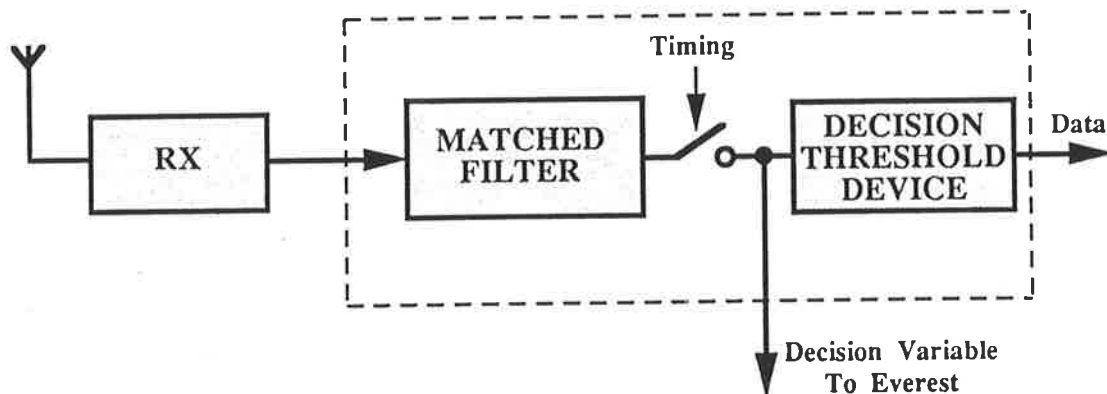 Timing
RX
MATCHED
FILTER
DECISION
THRESHOLD
DEVICE
Data
Decision Variable
To Everest